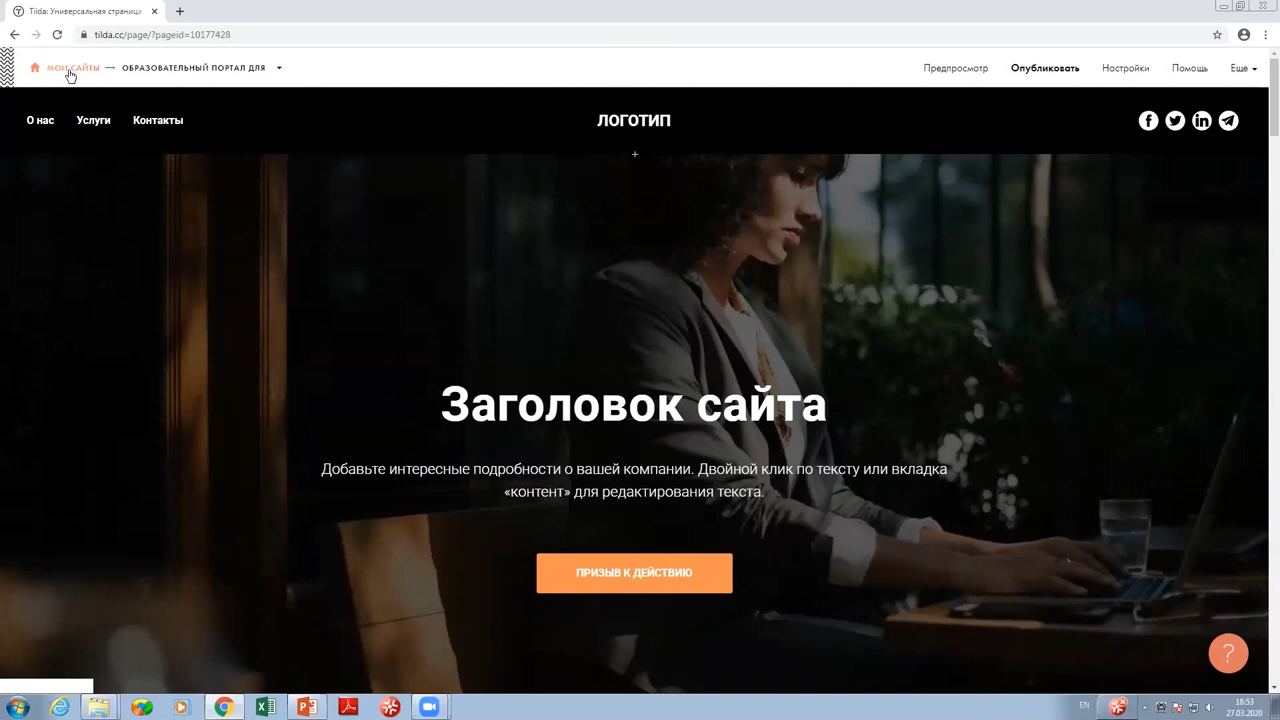 Tilda: Универсальная страниц
tilda.cc/page/?pageid=10177428
МОИ САЙТЫ — ОБРАЗОВАТЕЛЬНЫЙ ПОРТАЛ ДЛЯ
Предпросмотр Опубликовать Настройки Помощь Еще
О нас Услуги Контакты ЛОГОТИП
Заголовок сайта
Добавьте интересные подробности о вашей компании. Двойной клик по тексту или вкладка
«контент» для редактирования текста.
ПРИЗЫВ К ДЕЙСТВИЮ
?
EN 18:53
27.03.2020